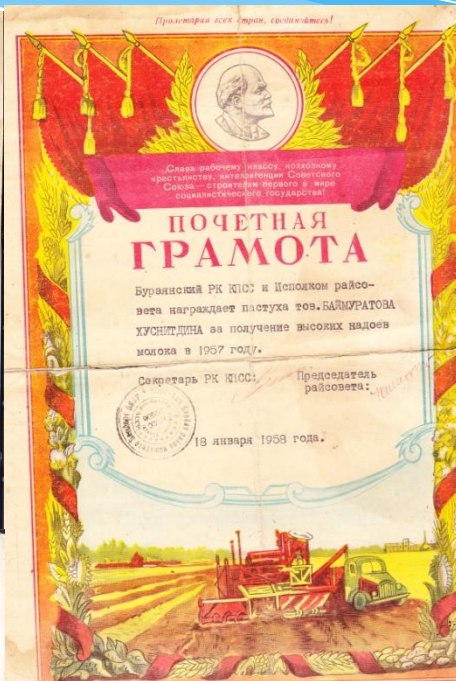 Пролетарии всех стран, соединяйтесь!
„Слава рабочему классу, колхозному
крестьянству, интеллигенции Советского
Союза — строителям первого в мире
социалистического государства!
ПОЧЕТНАЯ
ГРАМОТА
Бурзянский РК КПСС и Исполком райсо-
вета награждает пастуха тов.БАЙМУРАТОВА
ХУСНИТДИНА за получение высоких надоев
молока в 1957 году.
Секретарь РК КПСС: Председатель
райсовета:
18 января 1958 года.